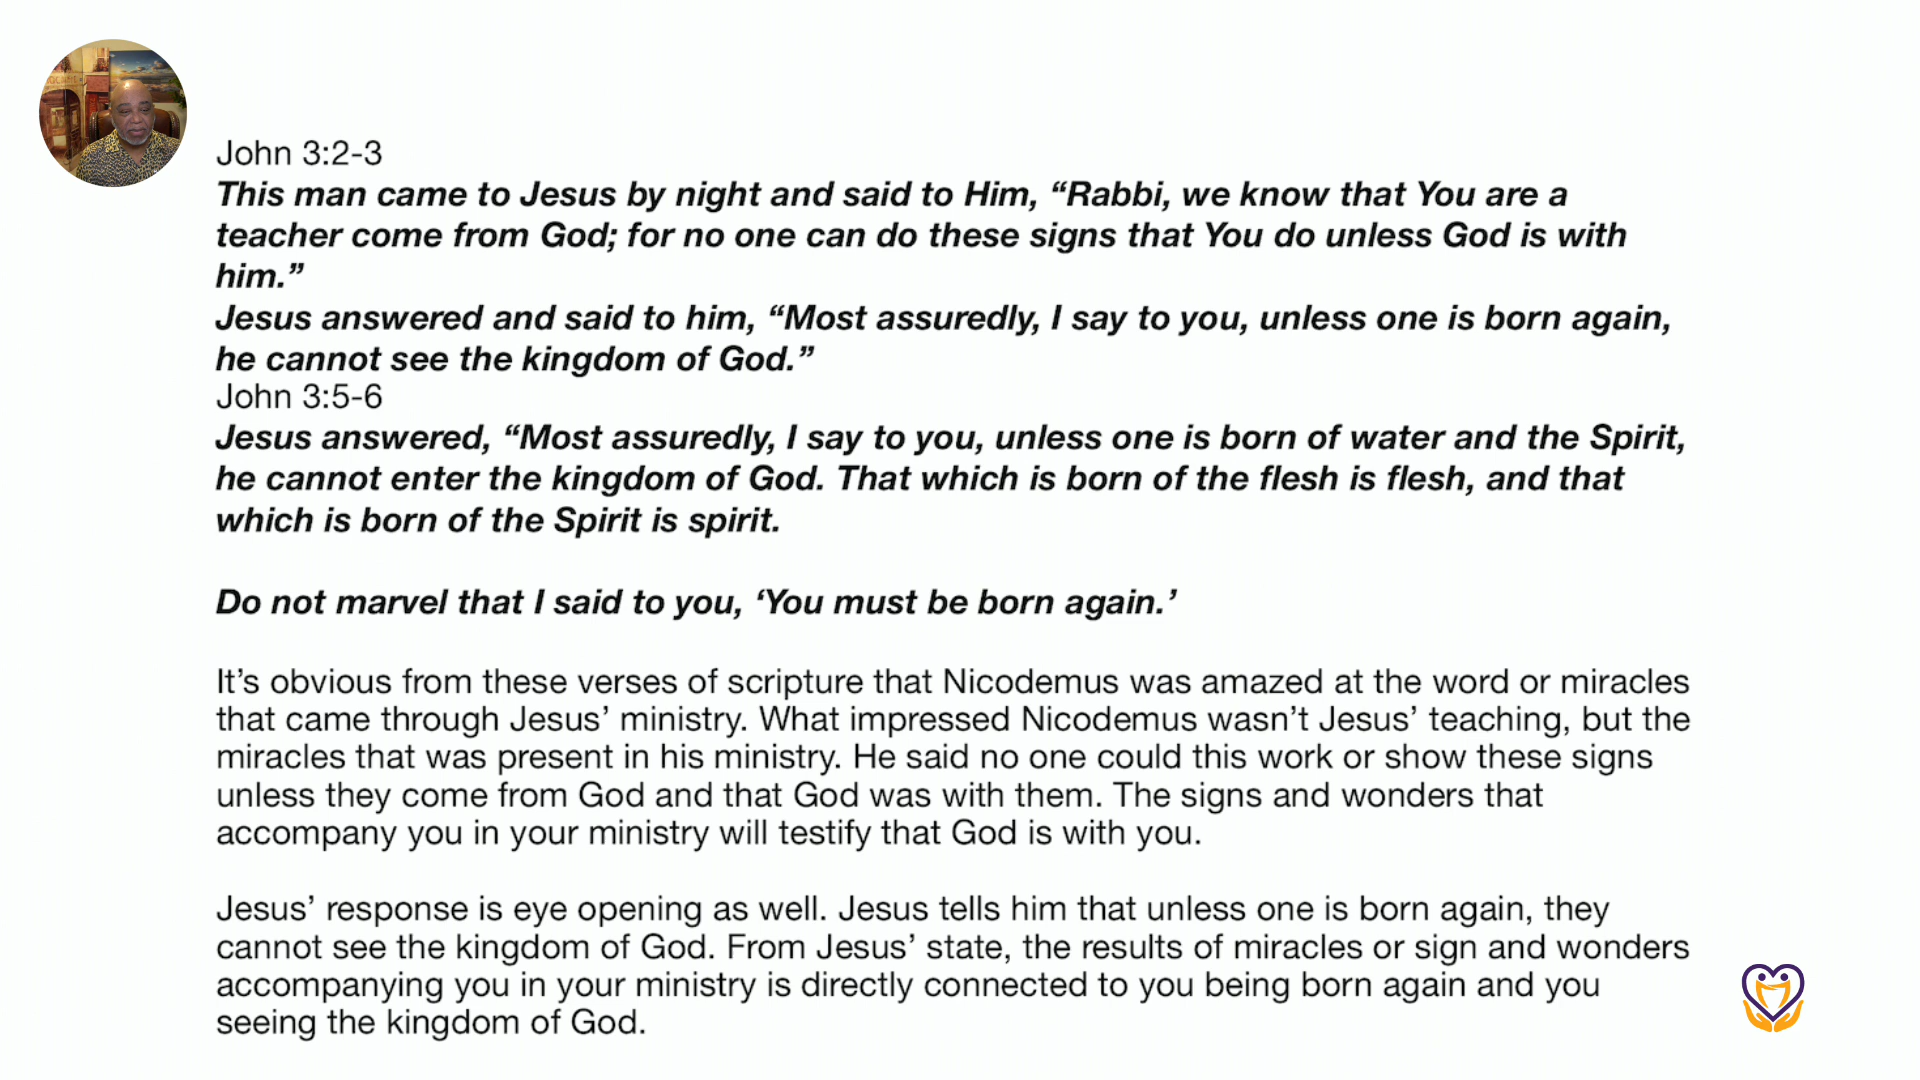 John 3:2-3
This man came to Jesus by night and said to Him, “Rabbi, we know that You are a
teacher come from God; for no one can do these signs that You do unless God is with
him.”
Jesus answered and said to him, “Most assuredly, I say to you, unless one is born again,
he cannot see the kingdom of God.”
John 3:5-6
Jesus answered, “Most assuredly, I say to you, unless one is born of water and the Spirit,
he cannot enter the kingdom of God. That which is born of the flesh is flesh, and that
which is born of the Spirit is spirit.
Do not marvel that I said to you, ‘You must be born again.’
It’s obvious from these verses of scripture that Nicodemus was amazed at the word or miracles
that came through Jesus’ ministry. What impressed Nicodemus wasn’t Jesus’ teaching, but the
miracles that was present in his ministry. He said no one could this work or show these signs
unless they come from God and that God was with them. The signs and wonders that
accompany you in your ministry will testify that God is with you.
Jesus’ response is eye opening as well. Jesus tells him that unless one is born again, they
cannot see the kingdom of God. From Jesus’ state, the results of miracles or sign and wonders
accompanying you in your ministry is directly connected to you being born again and you
seeing the kingdom of God.